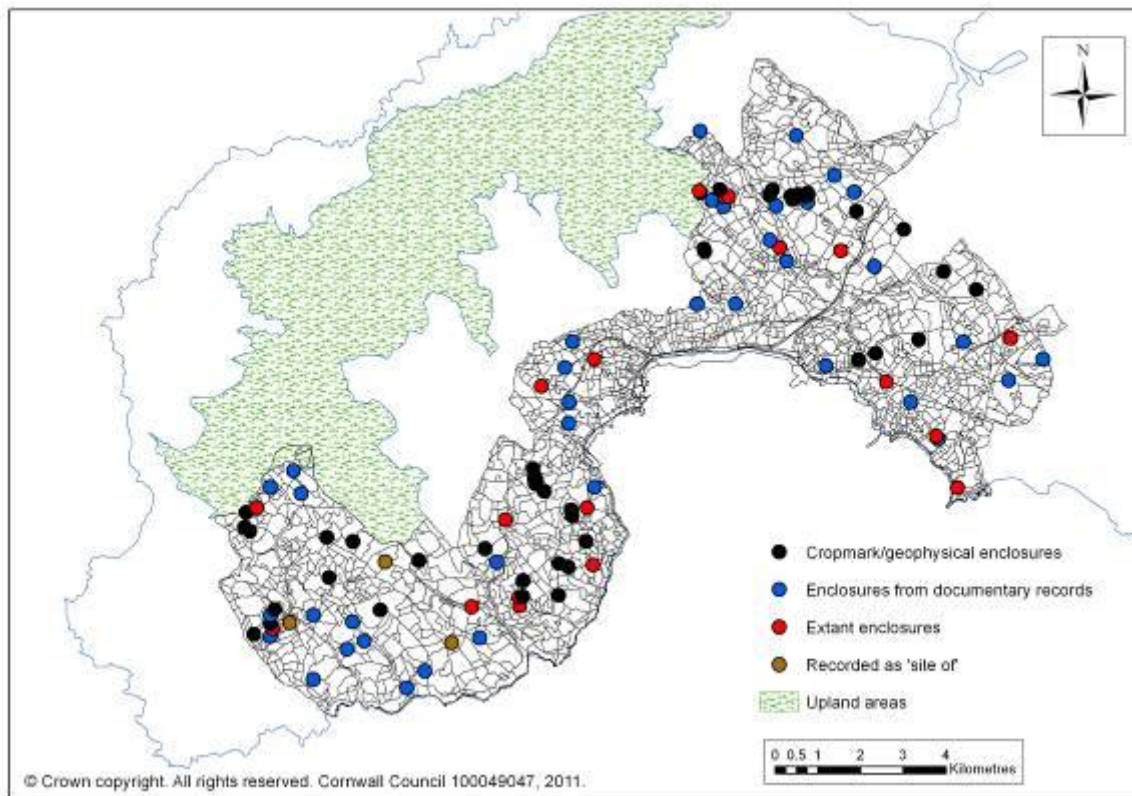 N
Cropmark/geophysical enclosures
Enclosures from documentary records
Extant enclosures
Recorded as 'site of'
Upland areas
0 0.5 1 2 3 4
Kilometres
© Crown copyright. All rights reserved. Cornwall Council 100049047, 2011.